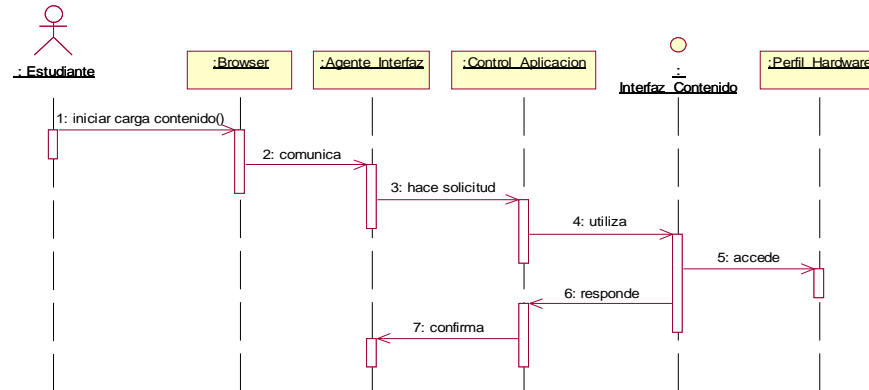 : Estudiante
:Browser
:Agente_Interfaz
:Control_Aplicacion
:
Interfaz_Contenido
:Perfil_Hardware
1: iniciar carga contenido()
2: comunica
3: hace solicitud
4: utiliza
5: accede
6: responde
7: confirma